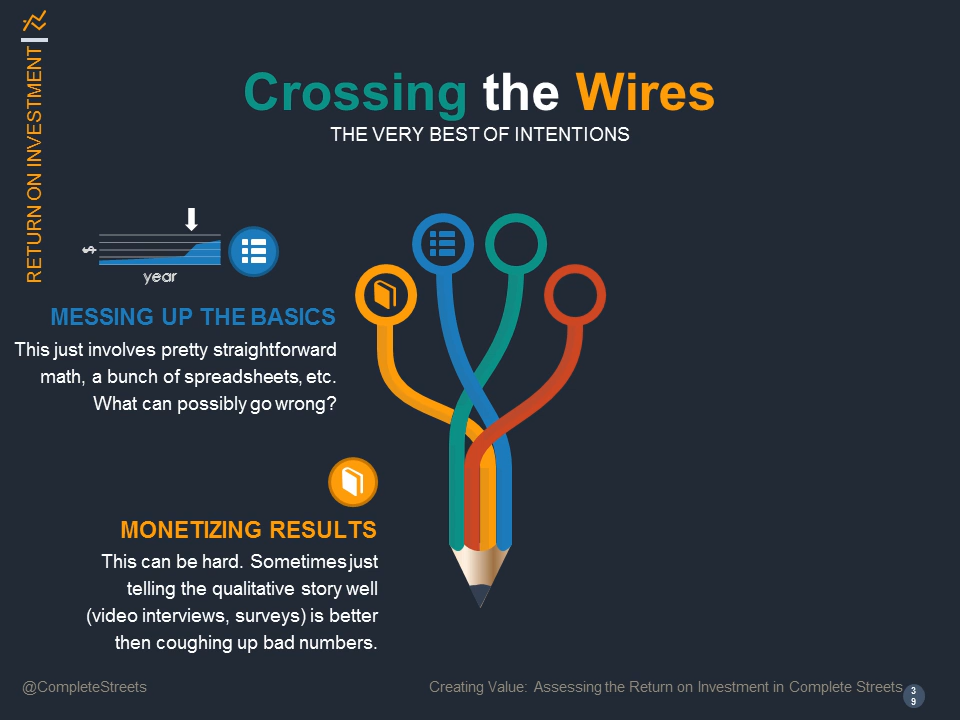 RETURN ON INVESTMENT
Crossing the Wires
THE VERY BEST OF INTENTIONS
$
year
MESSING UP THE BASICS
This just involves pretty straightforward
math, a bunch of spreadsheets, etc.
What can possibly go wrong?
MONETIZING RESULTS
This can be hard. Sometimes just
telling the qualitative story well
(video interviews, surveys) is better
then coughing up bad numbers.
@CompleteStreets
Creating Value: Assessing the Return on Investment in Complete Streets
39